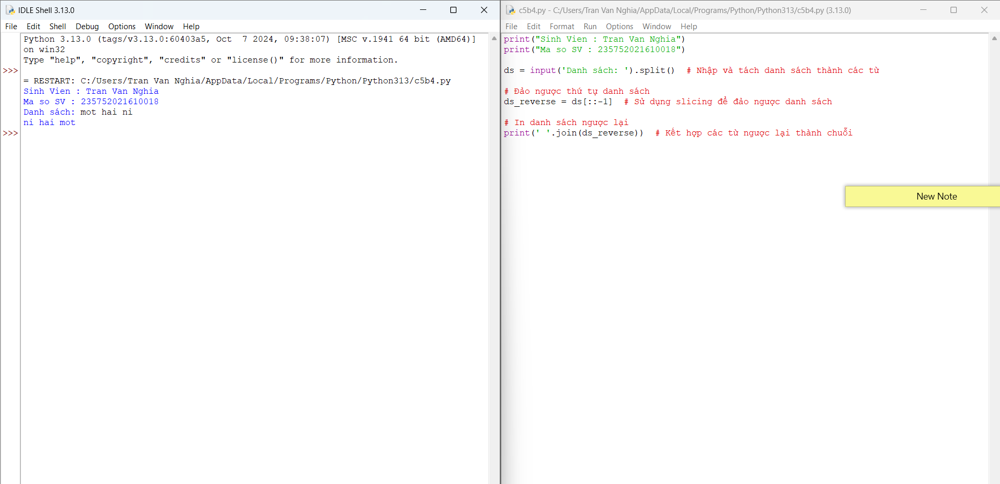 IDLE Shell 3.13.0
File Edit Shell Debug Options Window Help
Python 3.13.0 (tags/v3.13.0:60403a5, Oct  7 2024, 09:38:07) [MSC v.1941 64 bit (AMD64)]
on win32
Type "help", "copyright", "credits" or "license()" for more information.
>>>
= RESTART: C:/Users/Tran Van Nghia/AppData/Local/Programs/Python/Python313/c5b4.py
Sinh Vien : Tran Van Nghia
Ma so SV : 235752021610018
Danh sách: mot hai ni
ni hai mot
>>>
c5b4.py - C:/Users/Tran Van Nghia/AppData/Local/Programs/Python/Python313/c5b4.py (3.13.0)
File Edit Format Run Options Window Help
print("Sinh Vien : Tran Van Nghia")
print("Ma so SV : 235752021610018")
ds = input('Danh sách: ').split()  # Nhập và tách danh sách thành các từ
# Đảo ngược thứ tự danh sách
ds_reverse = ds[::-1]  # Sử dụng slicing để đảo ngược danh sách
# In danh sách ngược lại
print(' '.join(ds_reverse))  # Kết hợp các từ ngược lại thành chuỗi
New Note